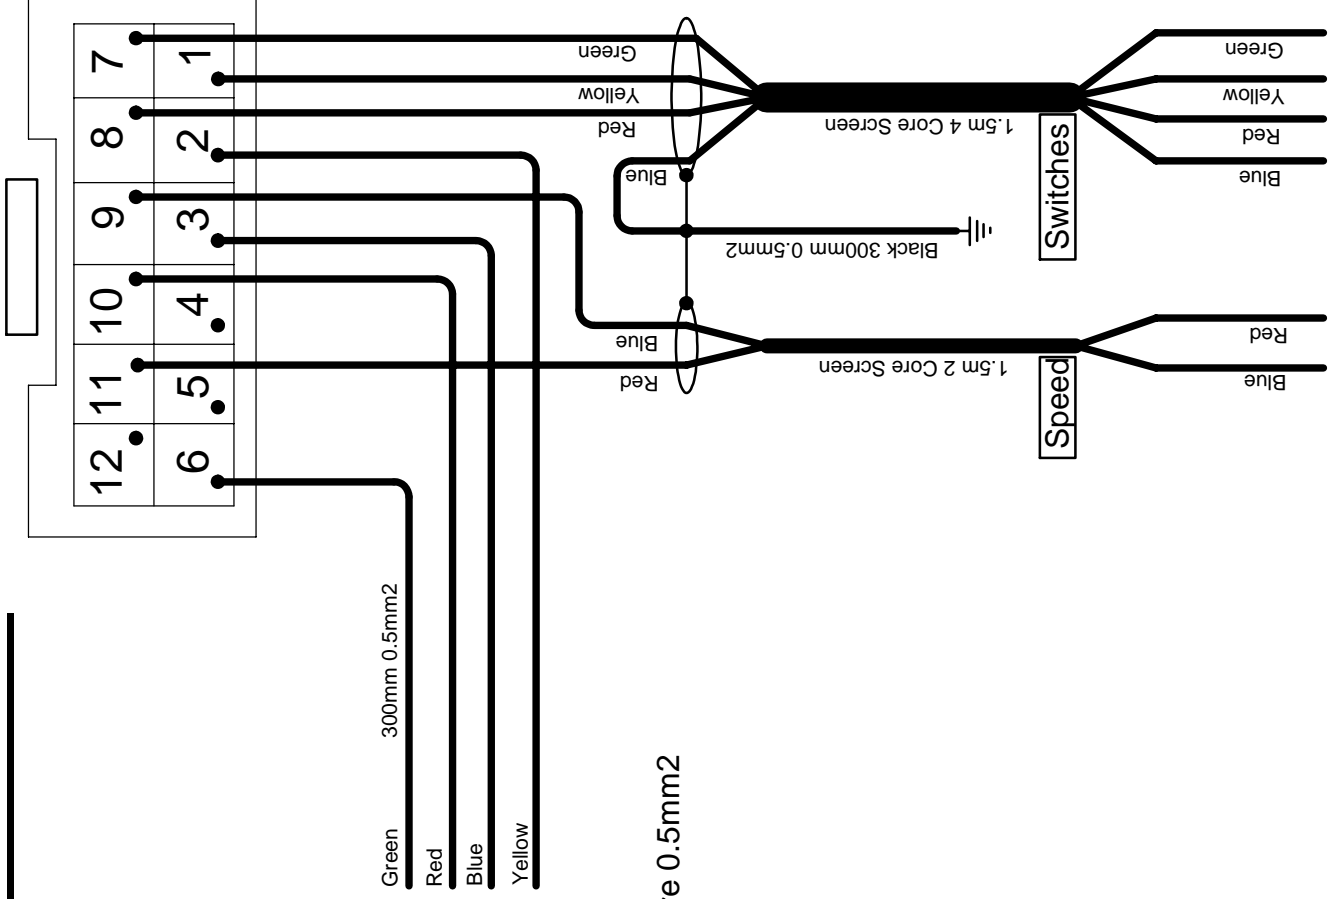 7
1
8
2
9
3
10
4
11
5
12
6
Green
Yellow
Red
Blue
1.5m 4 Core Screen
Switches
Green
Yellow
Red
Blue
Black 300mm 0.5mm2
Blue
Red
1.5m 2 Core Screen
Speed
Red
Blue
300mm 0.5mm2
Green
Red
Blue
Yellow
0.5mm2